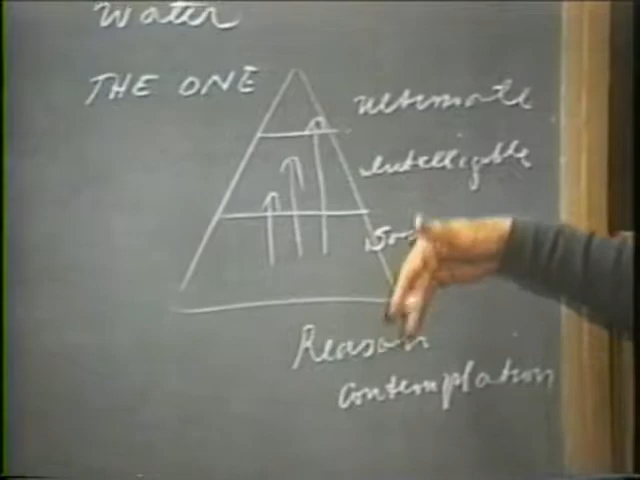 Water
THE ONE
Ultimate
Intelligible
Reason
Contemplation